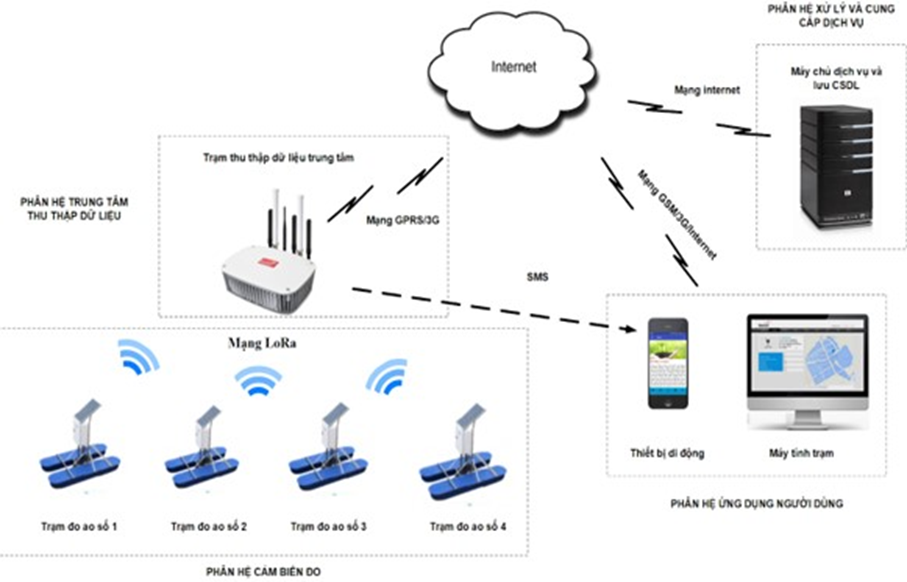 PHÂN HỆ XỬ LÝ VÀ CUNG
CẤP DỊCH VỤ
Internet
Máy chủ dịch vụ và
lưu CSDL
Mạng internet
Trạm thu thập dữ liệu trung tâm
PHÂN HỆ TRUNG TÂM
THU THẬP DỮ LIỆU
Mạng GPRS/3G
Mạng GSM/3G/Internet
SMS
Mạng LoRa
Thiết bị di động
Máy tính trạm
PHÂN HỆ ỨNG DỤNG NGƯỜI DÙNG
Trạm đo ao số 1
Trạm đo ao số 2
Trạm đo ao số 3
Trạm đo ao số 4
PHÂN HỆ CẢM BIẾN ĐO